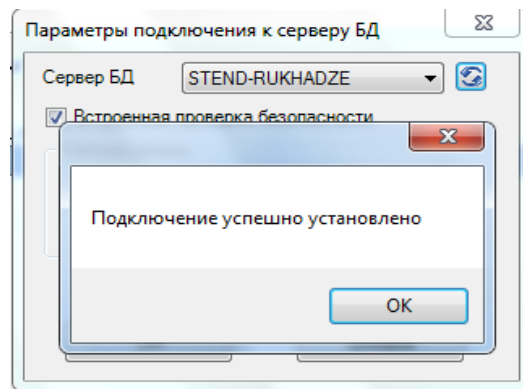 Параметры подключения к серверу БД
Сервер БД STEND-RUKHADZE
Встроенная проверка безопасности
Подключение успешно установлено
OK